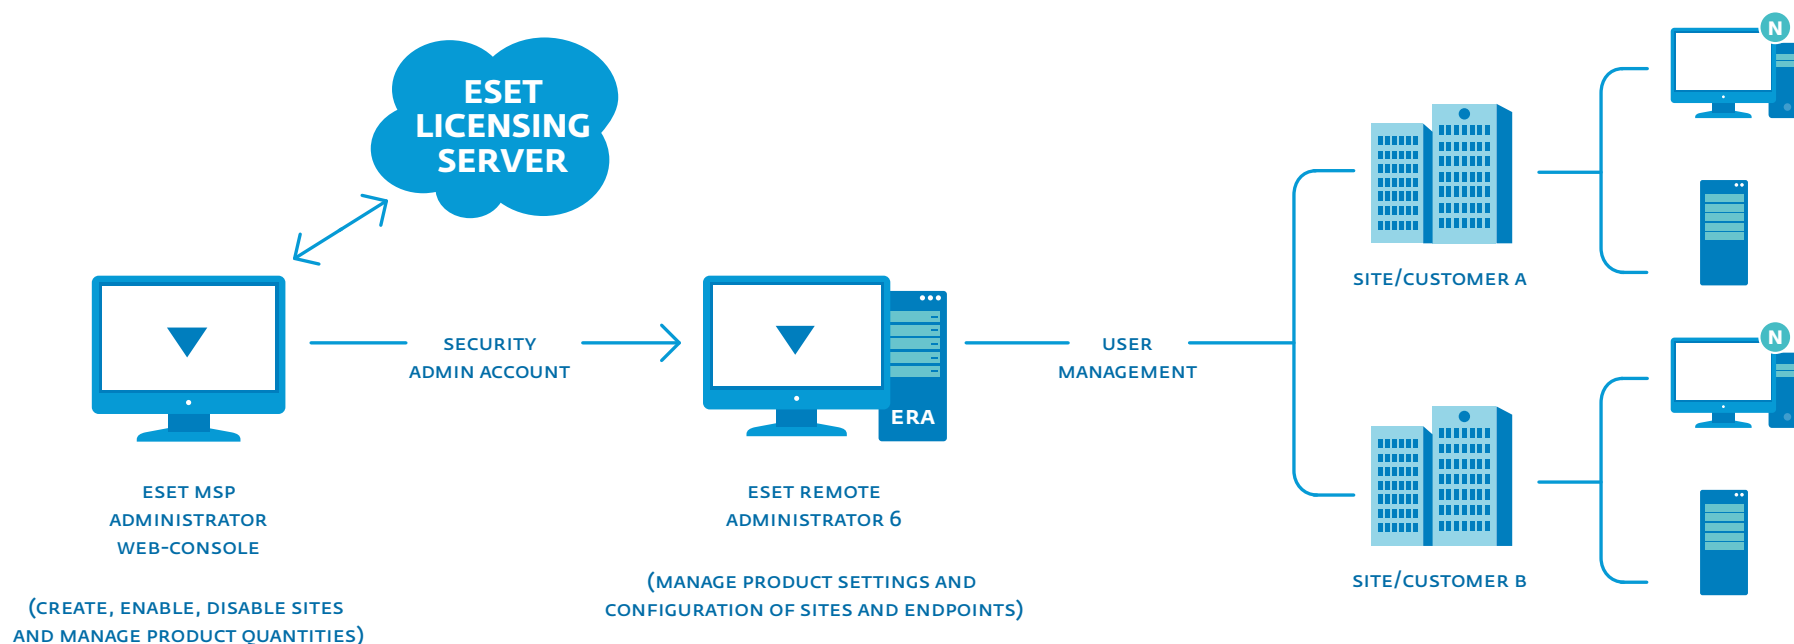 ESET
LICENSING
SERVER
N
SITE/CUSTOMER A
SECURITY
ADMIN ACCOUNT
ERA
USER
MANAGEMENT
N
ESET MSP
ADMINISTRATOR
WEB-CONSOLE
(CREATE, ENABLE, DISABLE SITES
AND MANAGE PRODUCT QUANTITIES)
ESET REMOTE
ADMINISTRATOR 6
(MANAGE PRODUCT SETTINGS AND
CONFIGURATION OF SITES AND ENDPOINTS)
SITE/CUSTOMER B